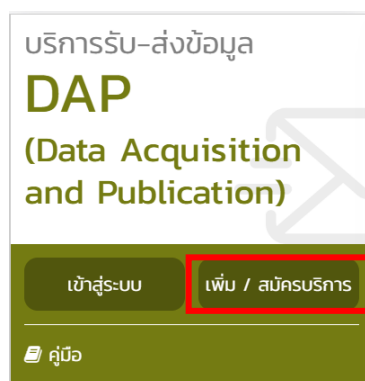 บริการรับ-ส่งข้อมูล
DAP
(Data Acquisition
and Publication)
เข้าสู่ระบบ
เพิ่ม / สมัครบริการ
คู่มือ